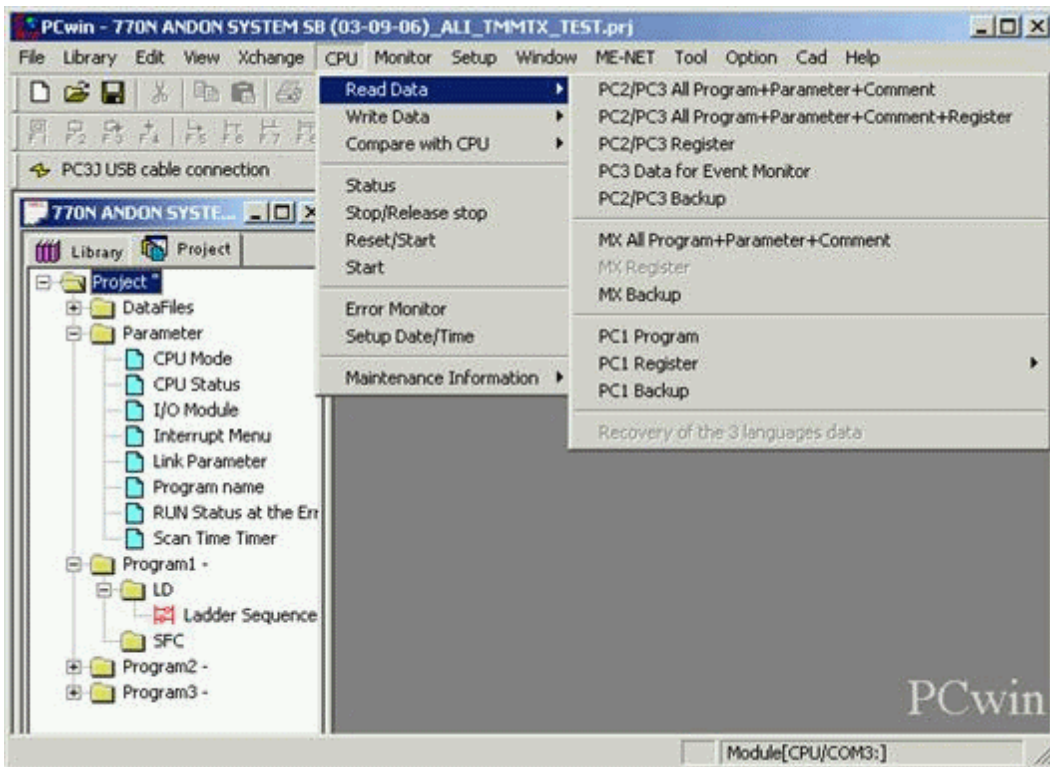 PCwin - 770N ANDON SYSTEM SB (03-09-06)_ALI_TMMTX_TEST.prj
File Library Edit View Xchange CPU Monitor Setup Window ME-NET Tool Option Cad Help
F1 F2 F3 F4 F5 F6 F7
PC3J USB cable connection
770N ANDON SYSTE...
Library Project
Project *
DataFiles
Parameter
CPU Mode
CPU Status
I/O Module
Interrupt Menu
Link Parameter
Program name
RUN Status at the Err
Scan Time Timer
Program1 -
LD
Ladder Sequence
SFC
Program2 -
Program3 -
Read Data
Write Data
Compare with CPU
Status
Stop/Release stop
Reset/Start
Start
Error Monitor
Setup Date/Time
Maintenance Information
PC2/PC3 All Program+Parameter+Comment
PC2/PC3 All Program+Parameter+Comment+Register
PC2/PC3 Register
PC3 Data for Event Monitor
PC2/PC3 Backup
MX All Program+Parameter+Comment
MX Register
MX Backup
PC1 Program
PC1 Register
PC1 Backup
Recovery of the 3 languages data
PCwin
Module[CPU/COM3:]